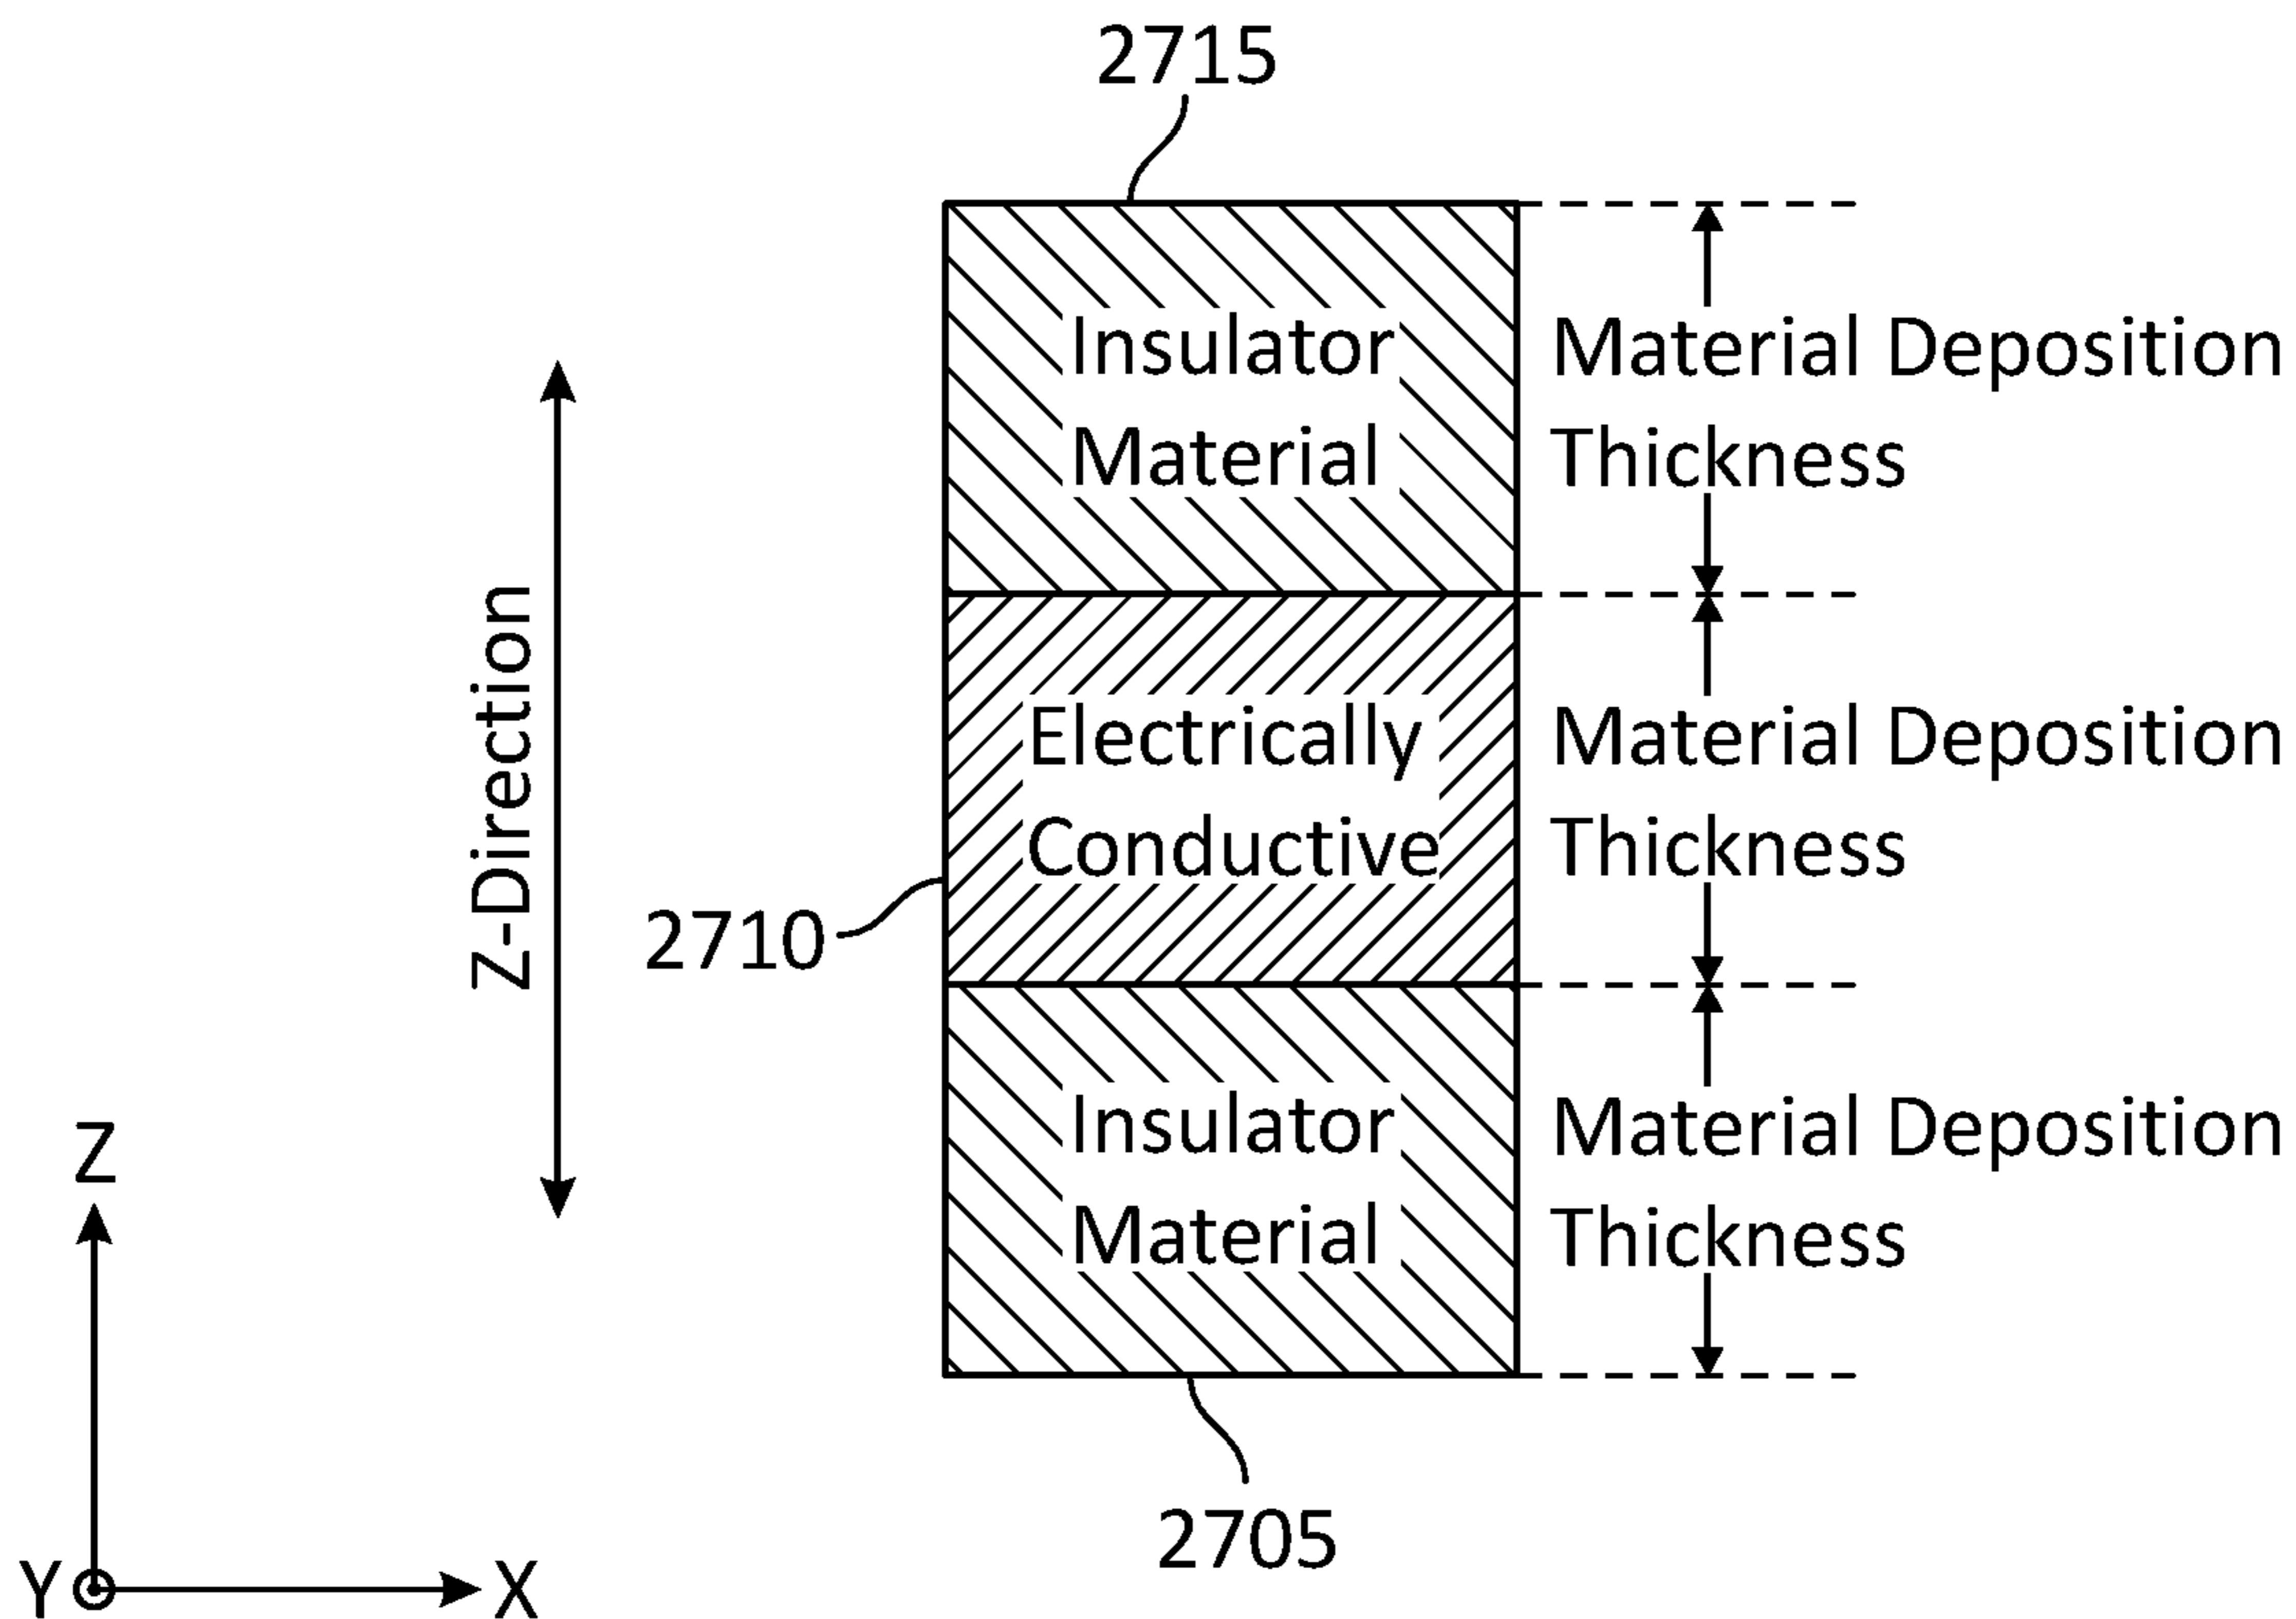 2715
Insulator
Material
Material Deposition
Thickness
Z-Direction
Electrically
Conductive
Material Deposition
Thickness
2710
Insulator
Material
Material Deposition
Thickness
2705
Z
Y
X